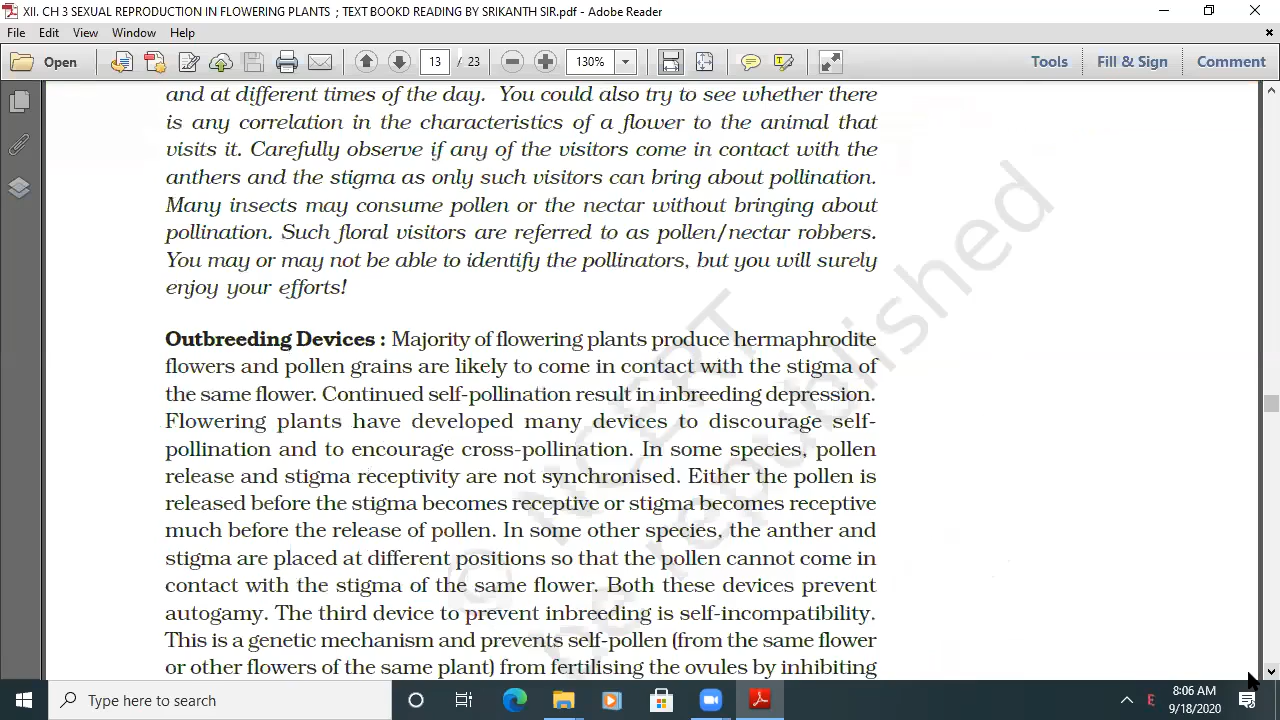 XII. CH 3 SEXUAL REPRODUCTION IN FLOWERING PLANTS ; TEXT BOOKD READING BY SRIKANTH SIR.pdf - Adobe Reader
File Edit View Window Help
Open 13 / 23 130% Tools Fill & Sign Comment
and at different times of the day. You could also try to see whether there
is any correlation in the characteristics of a flower to the animal that
visits it. Carefully observe if any of the visitors come in contact with the
anthers and the stigma as only such visitors can bring about pollination.
Many insects may consume pollen or the nectar without bringing about
pollination. Such floral visitors are referred to as pollen/nectar robbers.
You may or may not be able to identify the pollinators, but you will surely
enjoy your efforts!
Outbreeding Devices : Majority of flowering plants produce hermaphrodite
flowers and pollen grains are likely to come in contact with the stigma of
the same flower. Continued self-pollination result in inbreeding depression.
Flowering plants have developed many devices to discourage self-
pollination and to encourage cross-pollination. In some species, pollen
release and stigma receptivity are not synchronised. Either the pollen is
released before the stigma becomes receptive or stigma becomes receptive
much before the release of pollen. In some other species, the anther and
stigma are placed at different positions so that the pollen cannot come in
contact with the stigma of the same flower. Both these devices prevent
autogamy. The third device to prevent inbreeding is self-incompatibility.
This is a genetic mechanism and prevents self-pollen (from the same flower
or other flowers of the same plant) from fertilising the ovules by inhibiting
© NCERT
be republished
Type here to search
E 8:06 AM
9/18/2020